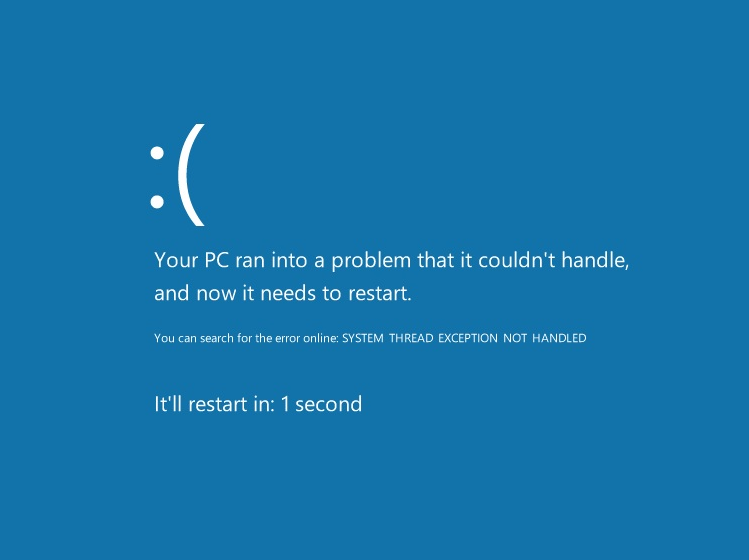 :(
Your PC ran into a problem that it couldn't handle,
and now it needs to restart.
You can search for the error online: SYSTEM THREAD EXCEPTION NOT HANDLED
It'll restart in: 1 second